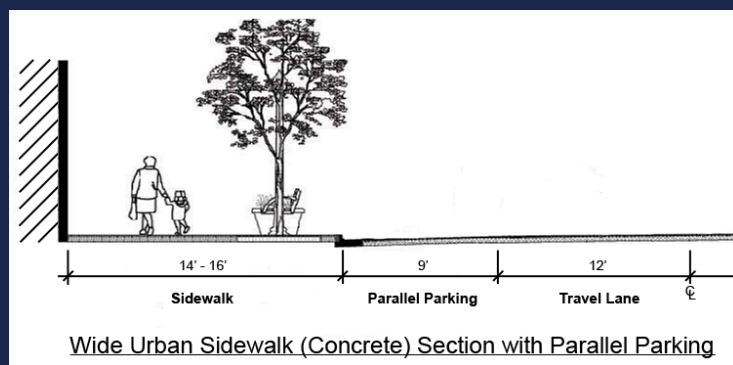 14' - 16' 9' 12'
Sidewalk Parallel Parking Travel Lane ℄
Wide Urban Sidewalk (Concrete) Section with Parallel Parking